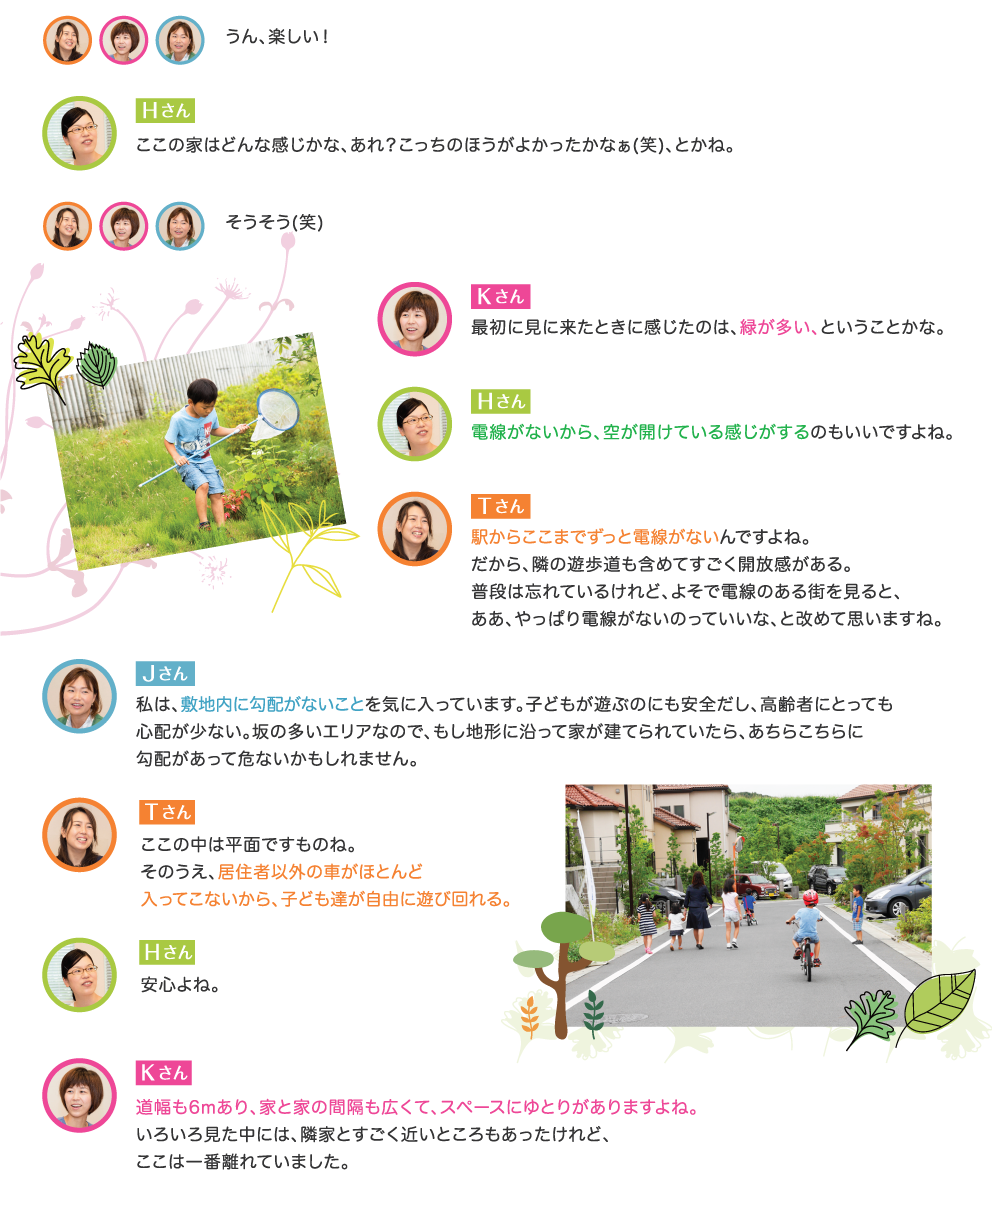 うん、楽しい！
Hさん
ここの家はどんな感じかな、あれ？こっちのほうがよかったかなぁ(笑)、とかね。
そうそう(笑)
Kさん
最初に見に来たときに感じたのは、緑が多い、ということかな。
Hさん
電線がないから、空が開けている感じがするのもいいですよね。
Tさん
駅からここまでずっと電線がないんですよね。
だから、隣の遊歩道も含めてすごく開放感がある。
普段は忘れているけれど、よそで電線のある街を見ると、
ああ、やっぱり電線がないのっていいな、と改めて思いますね。
Jさん
私は、敷地内に勾配がないことを気に入っています。子どもが遊ぶのにも安全だし、高齢者にとっても
心配が少ない。坂の多いエリアなので、もし地形に沿って家が建てられていたら、あちらこちらに
勾配があって危ないかもしれません。
Tさん
ここの中は平面ですものね。
そのうえ、居住者以外の車がほとんど
入ってこないから、子ども達が自由に遊び回れる。
Hさん
安心よね。
Kさん
道幅も6mあり、家と家の間隔も広くて、スペースにゆとりがありますよね。
いろいろ見た中には、隣家とすごく近いところもあったけれど、
ここは一番離れていました。